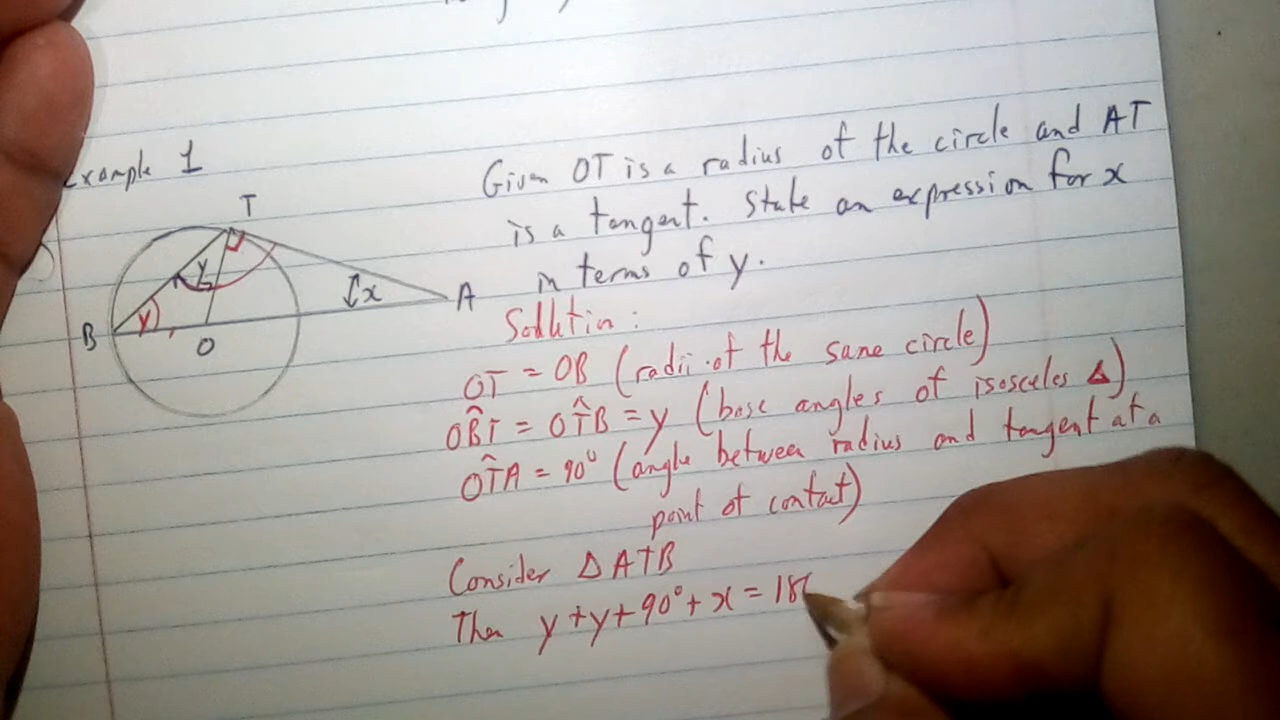 Example 1
Given OT is a radius of the circle and AT
is a tangent. State an expression for x
in terms of y.
T
y
x
A
y
B
O
Solution:
OT = OB (radii of the same circle)
OB̂T = OT̂B = y (base angles of isosceles Δ)
OT̂A = 90° (angle between radius and tangent at a
point of contact)
Consider ΔATB
Then y+y+90°+x=180